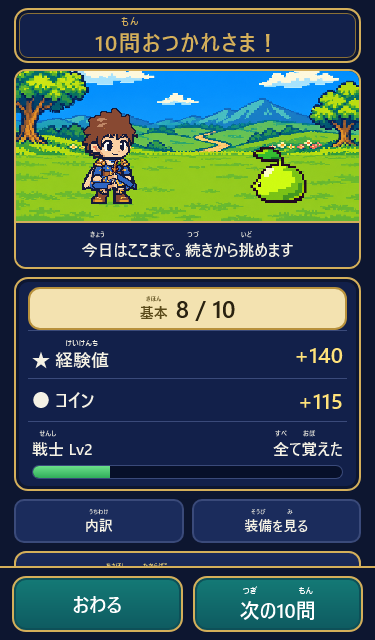 10問おつかれさま！
今日はここまで。続きから挑めます
基本 8 / 10
★ 経験値 +140
● コイン +115
戦士 Lv2 全て覚えた
内訳 装備を見る
おわる 次の10問